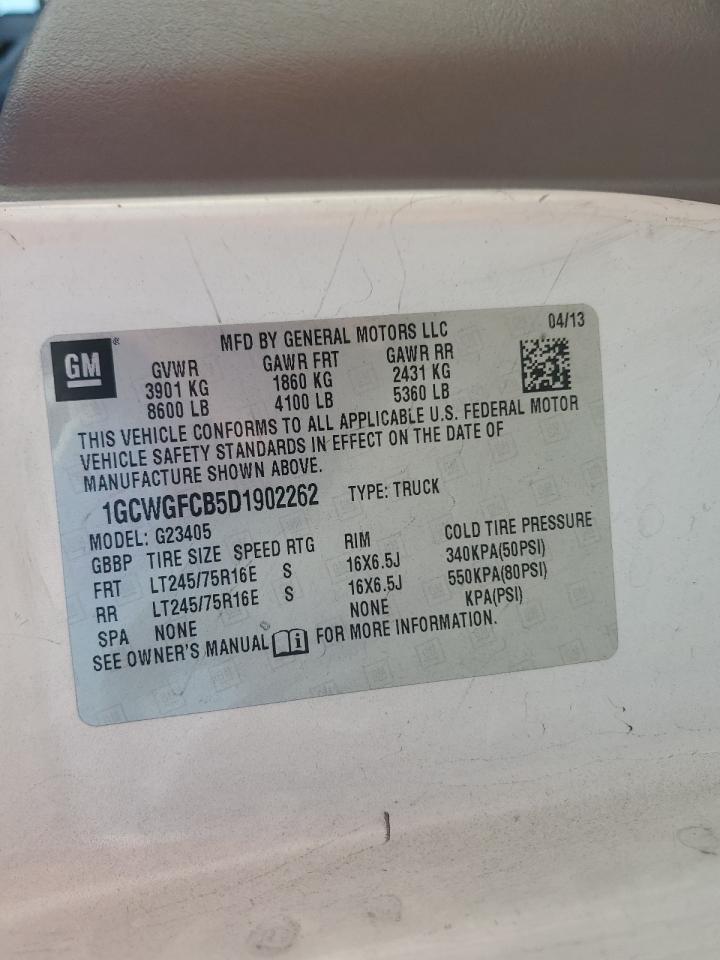 GM
MFD BY GENERAL MOTORS LLC 04/13
GVWR GAWR FRT GAWR RR
3901 KG 1860 KG 2431 KG
8600 LB 4100 LB 5360 LB
THIS VEHICLE CONFORMS TO ALL APPLICABLE U.S. FEDERAL MOTOR
VEHICLE SAFETY STANDARDS IN EFFECT ON THE DATE OF
MANUFACTURE SHOWN ABOVE.
1GCWGFCB5D1902262 TYPE: TRUCK
MODEL: G23405
GBBP TIRE SIZE SPEED RTG RIM COLD TIRE PRESSURE
FRT LT245/75R16E S 16X6.5J 340KPA(50PSI)
RR LT245/75R16E S 16X6.5J 550KPA(80PSI)
SPA NONE NONE KPA(PSI)
SEE OWNER'S MANUAL i FOR MORE INFORMATION.